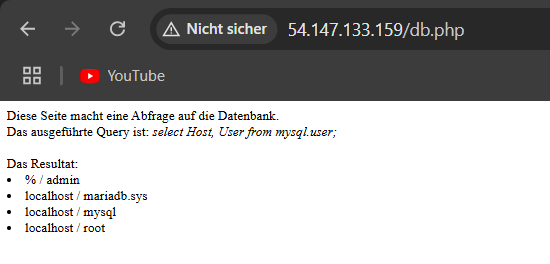 Nicht sicher 54.147.133.159/db.php
YouTube
Diese Seite macht eine Abfrage auf die Datenbank.
Das ausgeführte Query ist: select Host, User from mysql.user;
Das Resultat:
• % / admin
• localhost / mariadb.sys
• localhost / mysql
• localhost / root